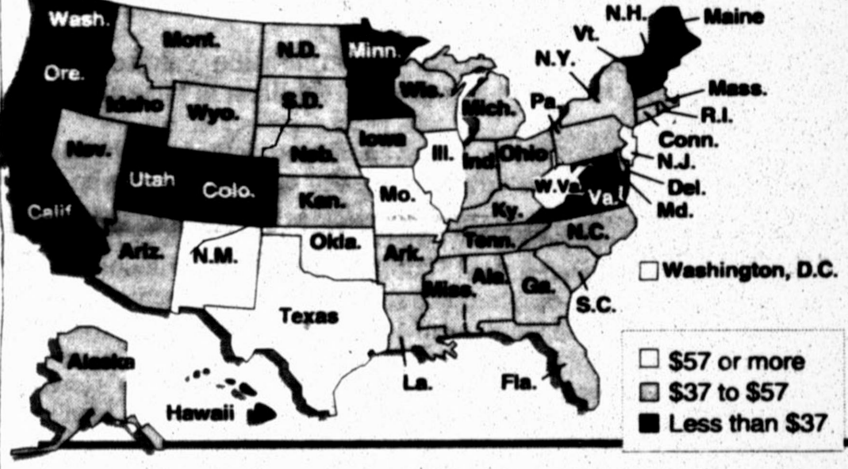 Wash.
Ore.
Calif.
Idaho
Nev.
Mont.
Wyo.
Utah
Colo.
Ariz.
N.M.
N.D.
S.D.
Neb.
Kan.
Okla.
Texas
Minn.
Iowa
Mo.
Ark.
La.
Wis.
Ill.
Mich.
Ind.
Ohio
Ky.
Tenn.
Miss.
Ala.
Ga.
Fla.
S.C.
N.C.
W.Va.
Va.
Pa.
N.Y.
Vt.
N.H.
Maine
Mass.
R.I.
Conn.
N.J.
Del.
Md.
Washington, D.C.
Alaska
Hawaii
$57 or more
$37 to $57
Less than $37